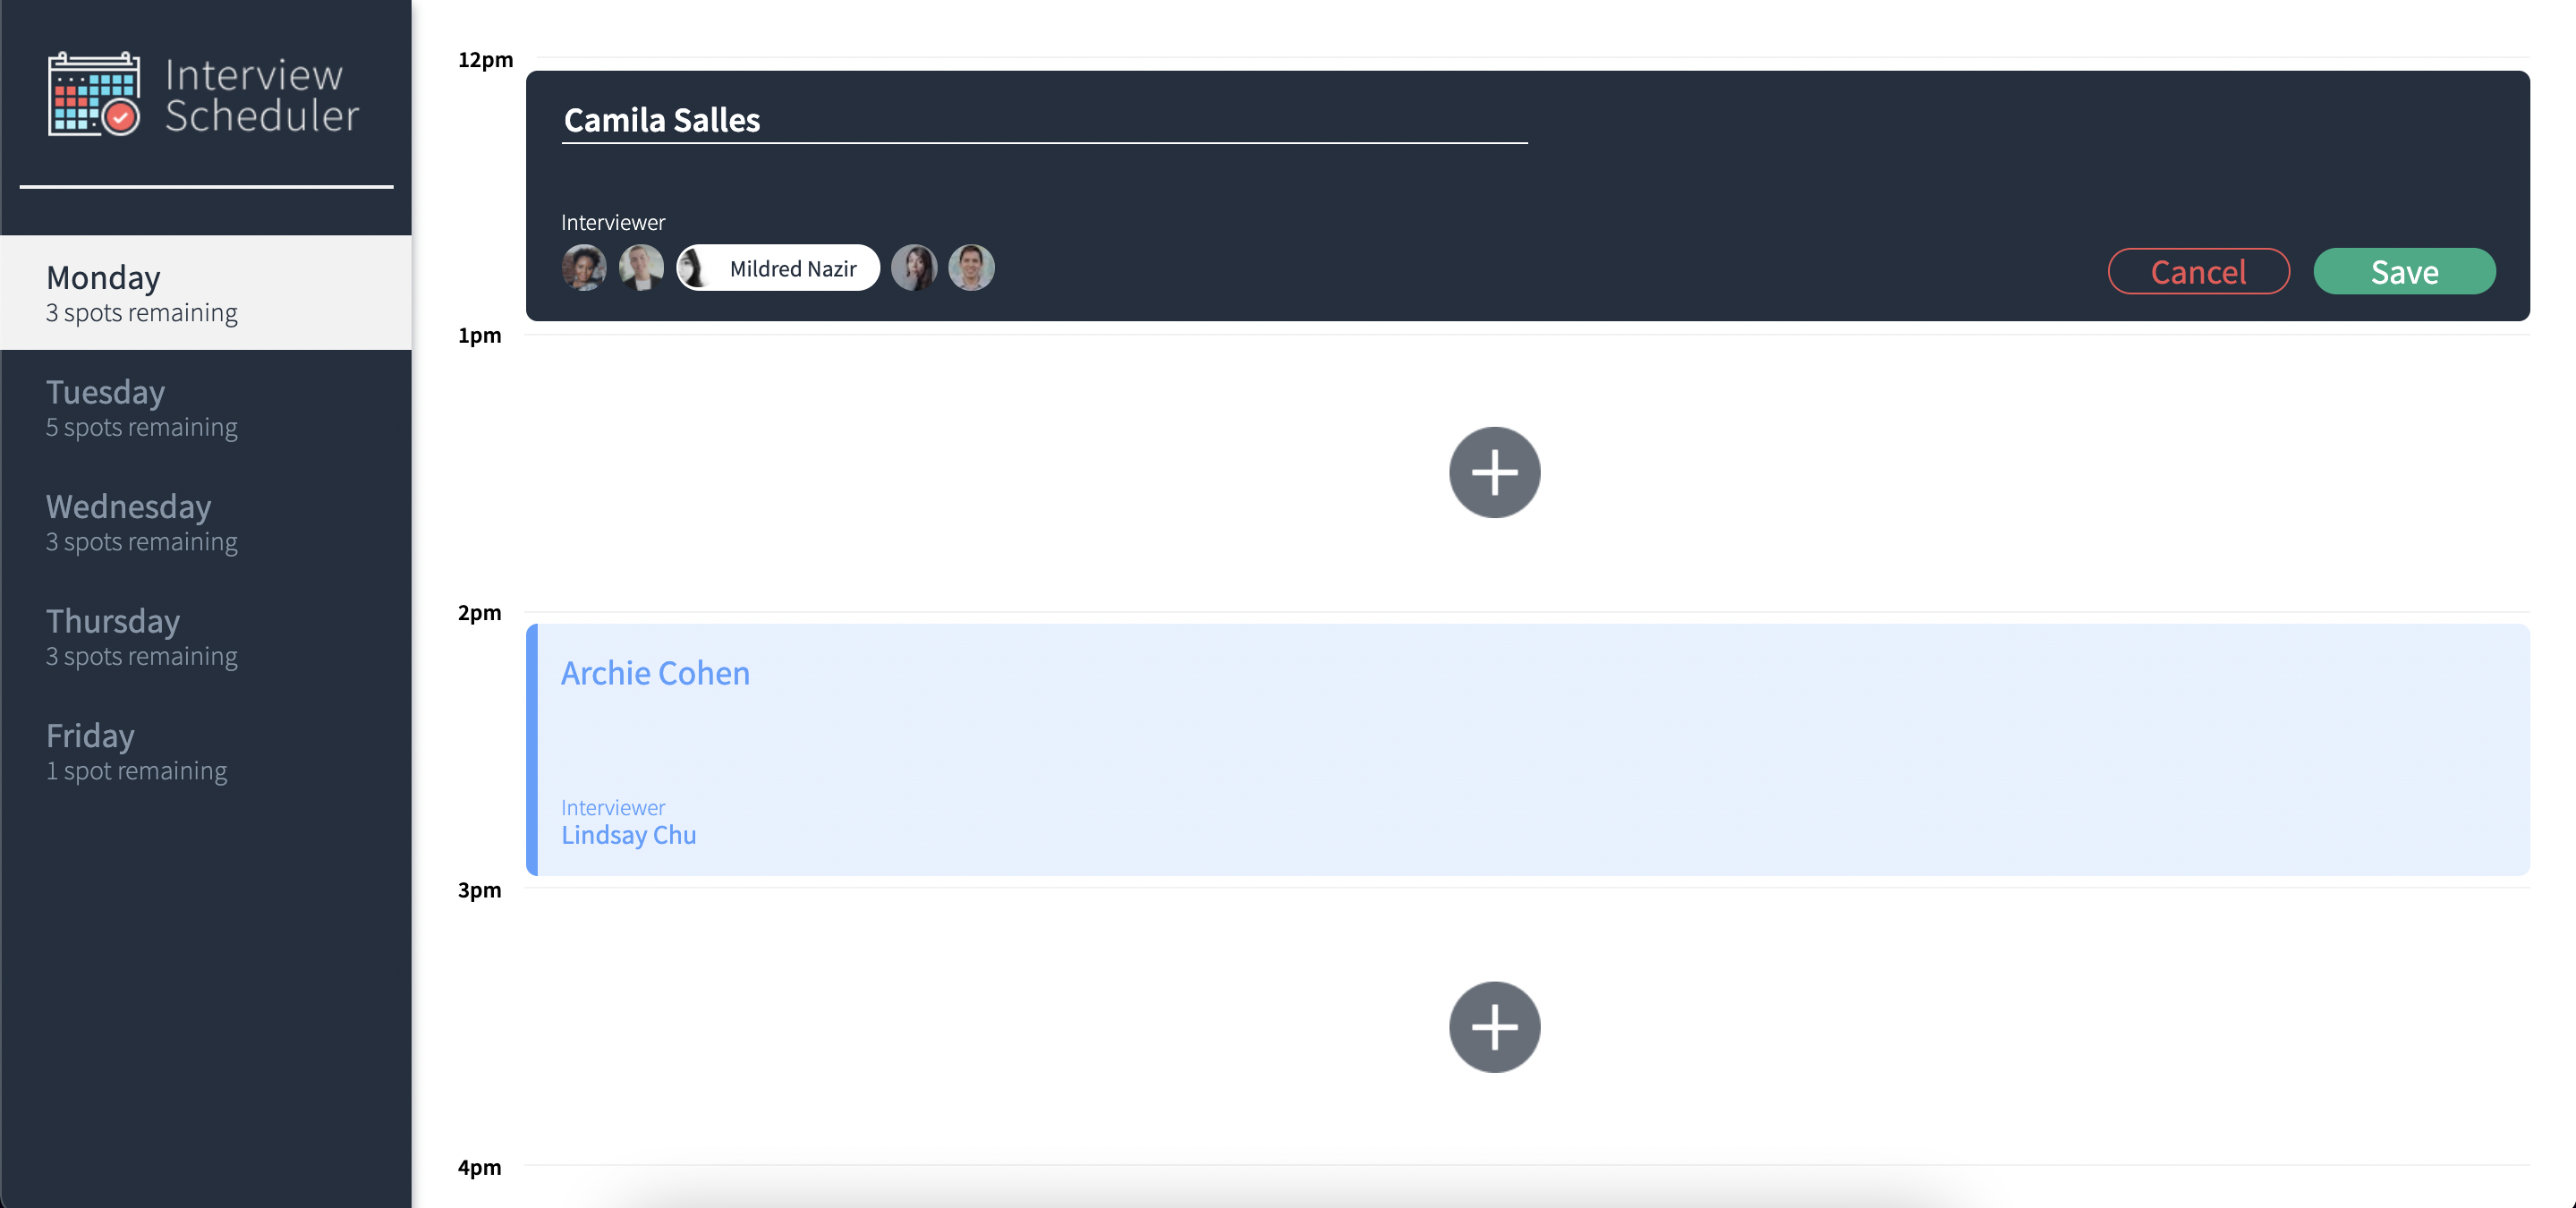 Interview
Scheduler
Monday
3 spots remaining
Tuesday
5 spots remaining
Wednesday
3 spots remaining
Thursday
3 spots remaining
Friday
1 spot remaining
12pm
Camila Salles
Interviewer
Mildred Nazir
Cancel
Save
1pm
2pm
Archie Cohen
Interviewer
Lindsay Chu
3pm
4pm